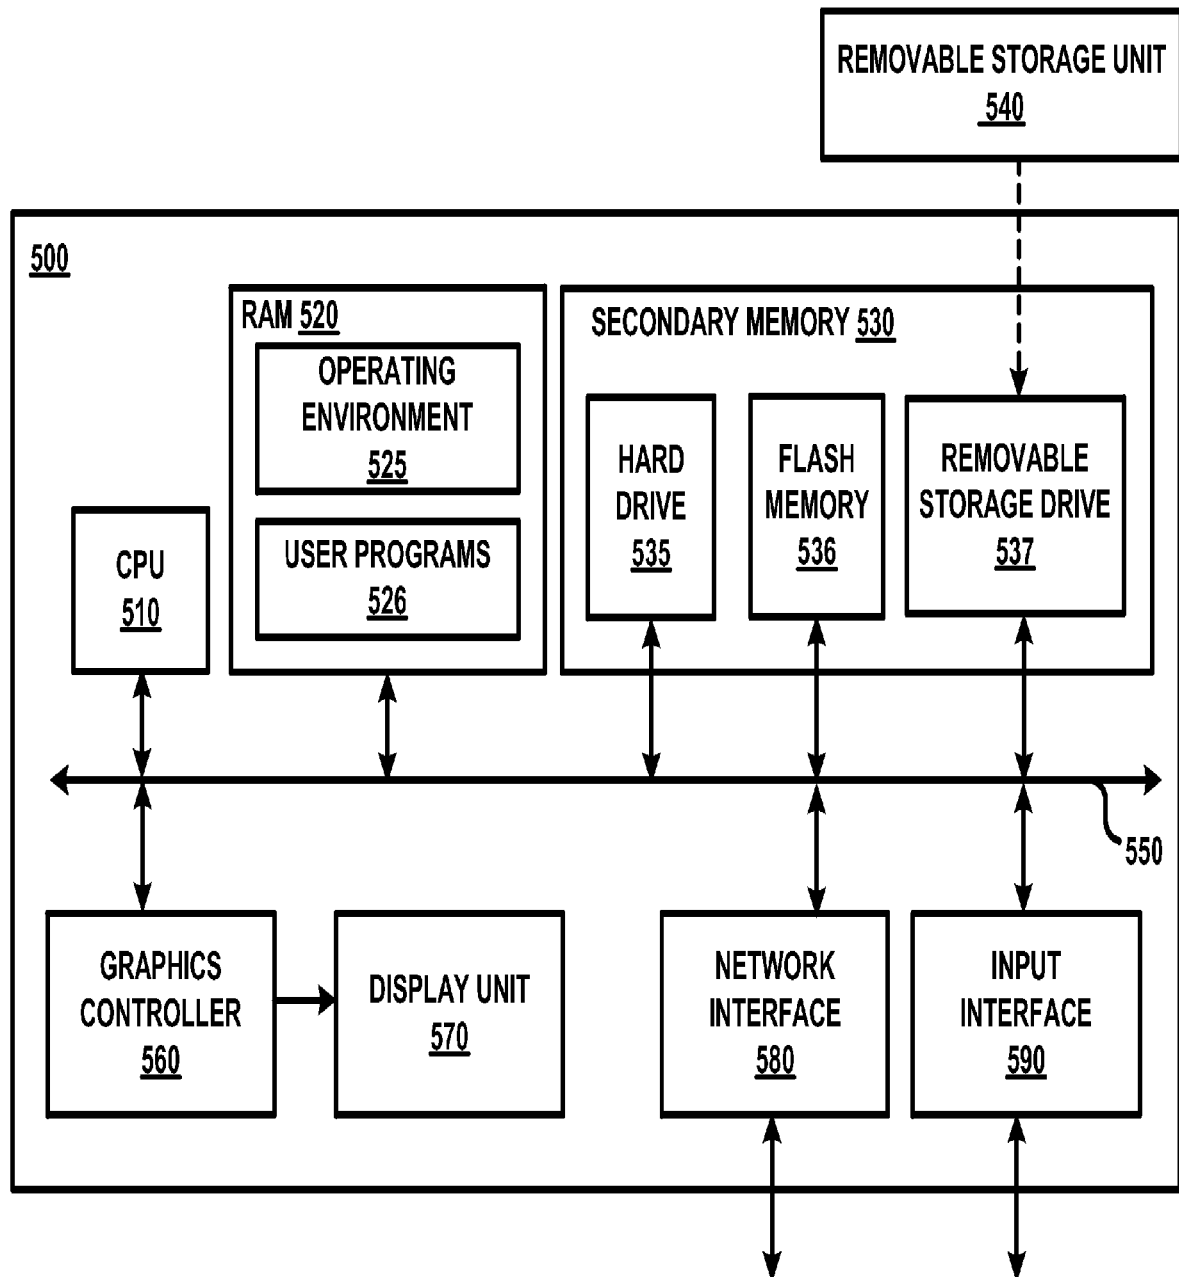 REMOVABLE STORAGE UNIT
540
500
RAM 520
OPERATING
ENVIRONMENT
525
USER PROGRAMS
526
SECONDARY MEMORY 530
HARD
DRIVE
535
FLASH
MEMORY
536
REMOVABLE
STORAGE DRIVE
537
CPU
510
550
GRAPHICS
CONTROLLER
560
DISPLAY UNIT
570
NETWORK
INTERFACE
580
INPUT
INTERFACE
590